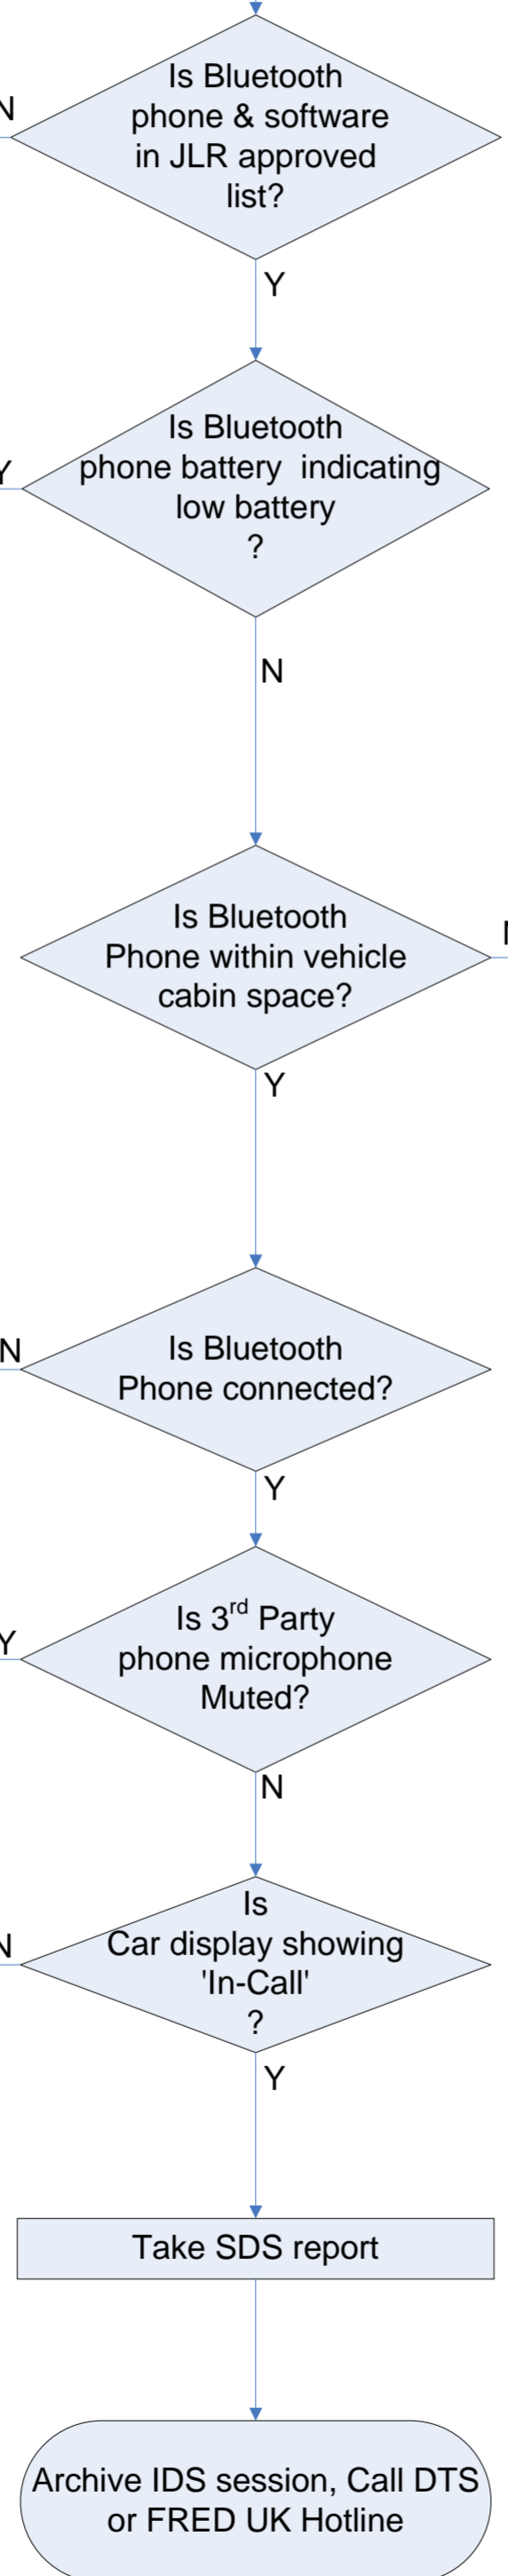 Is Bluetooth
N
phone & software
in JLR approved
list?
Y
Is Bluetooth
Y
phone battery indicating
low battery
?
N
Is Bluetooth
Phone within vehicle
cabin space?
Y
N
Is Bluetooth
Phone connected?
Y
Is 3rd Party
Y
phone microphone
Muted?
N
Is
N
Car display showing
'In-Call'
?
Y
Take SDS report
Archive IDS session, Call DTS
or FRED UK Hotline